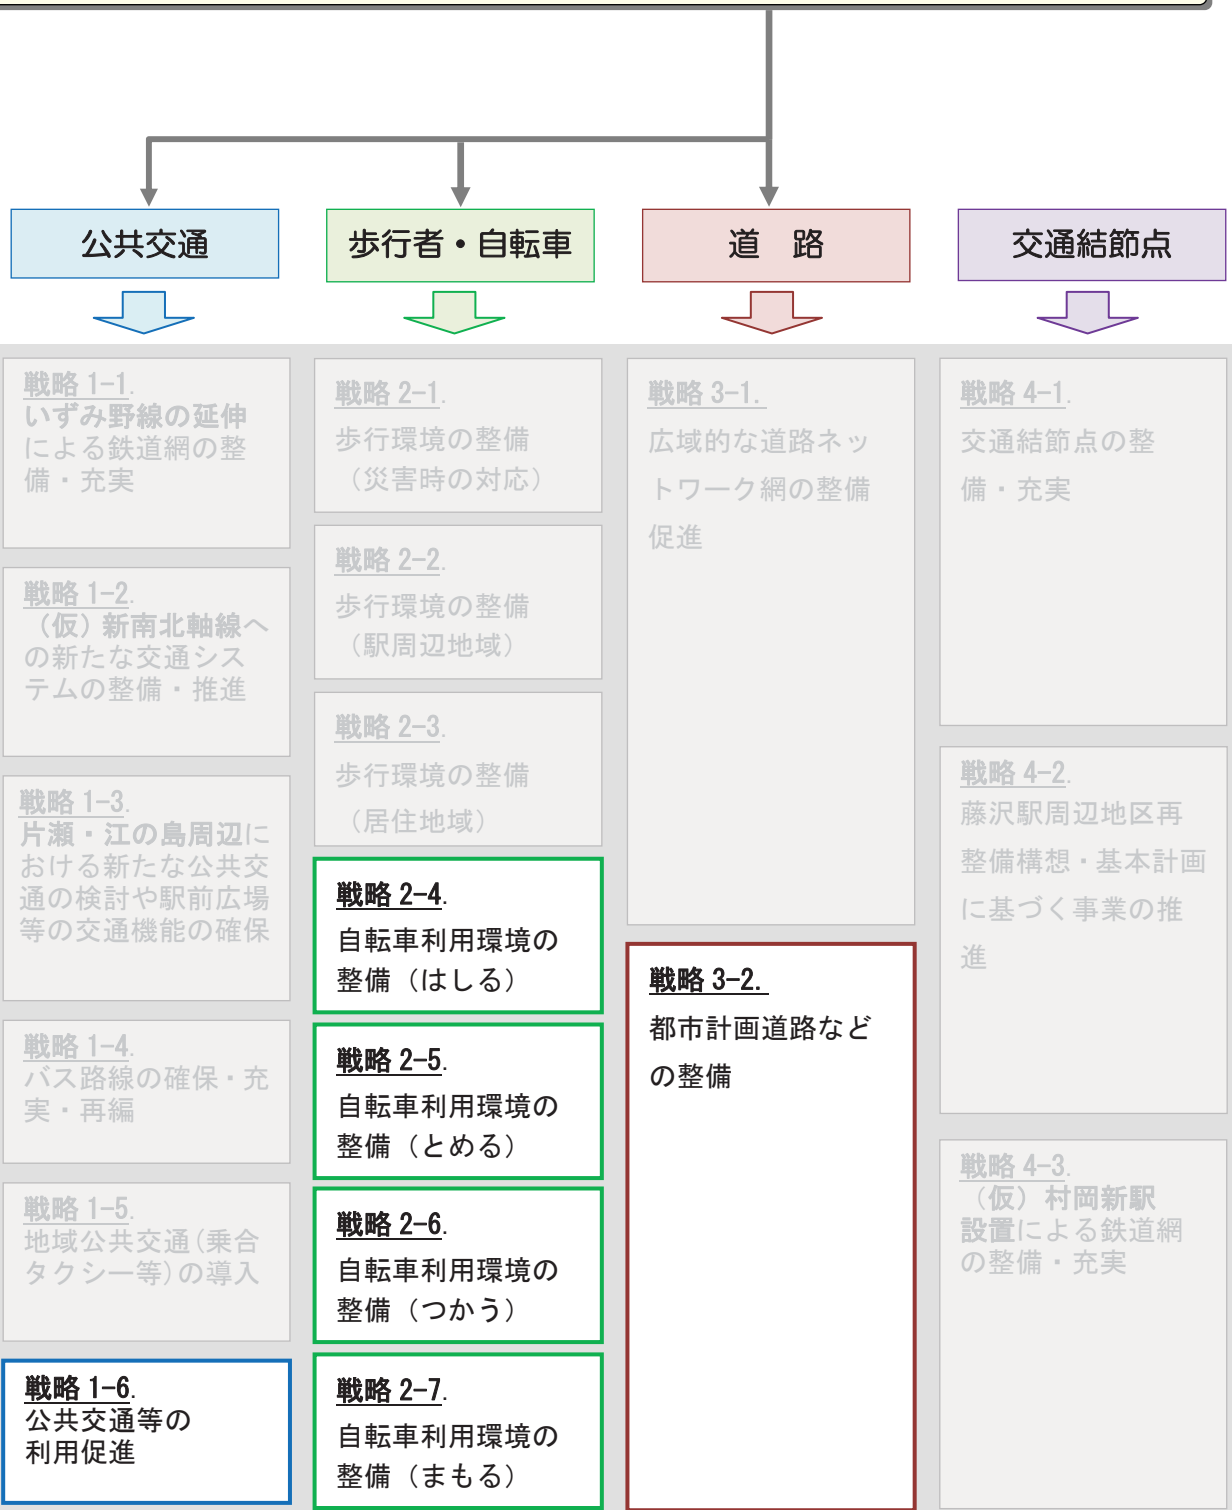 公共交通
歩行者・自転車
道　路
交通結節点
戦略 1-1.
いずみ野線の延伸
による鉄道網の整
備・充実
戦略 1-2.
（仮）新南北軸線へ
の新たな交通シス
テムの整備・推進
戦略 1-3.
片瀬・江の島周辺に
おける新たな公共交
通の検討や駅前広場
等の交通機能の確保
戦略 1-4.
バス路線の確保・充
実・再編
戦略 1-5.
地域公共交通(乗合
タクシー等)の導入
戦略 1-6.
公共交通等の
利用促進
戦略 2-1.
歩行環境の整備
（災害時の対応）
戦略 2-2.
歩行環境の整備
（駅周辺地域）
戦略 2-3.
歩行環境の整備
（居住地域）
戦略 2-4.
自転車利用環境の
整備（はしる）
戦略 2-5.
自転車利用環境の
整備（とめる）
戦略 2-6.
自転車利用環境の
整備（つかう）
戦略 2-7.
自転車利用環境の
整備（まもる）
戦略 3-1.
広域的な道路ネッ
トワーク網の整備
促進
戦略 3-2.
都市計画道路など
の整備
戦略 4-1.
交通結節点の整
備・充実
戦略 4-2.
藤沢駅周辺地区再
整備構想・基本計画
に基づく事業の推
進
戦略 4-3.
（仮）村岡新駅
設置による鉄道網
の整備・充実